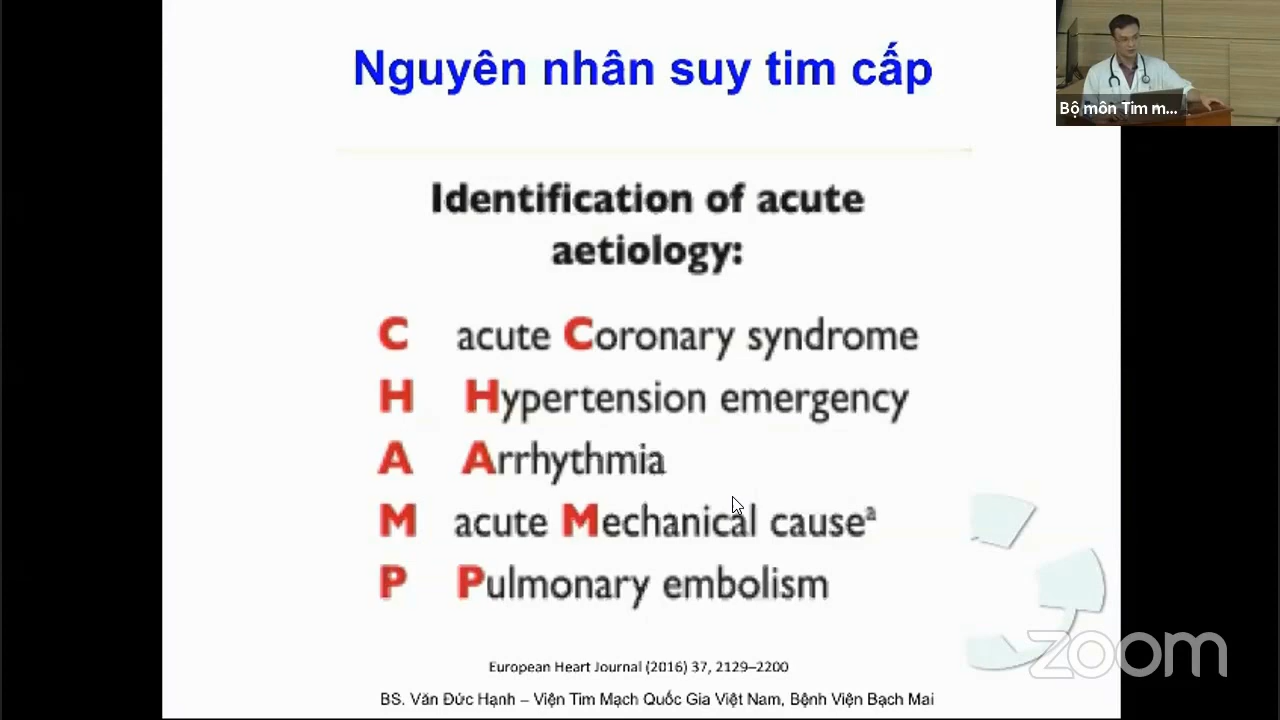 Nguyên nhân suy tim cấp
Bộ môn Tim m...
Identification of acute
aetiology:
C acute Coronary syndrome
H Hypertension emergency
A Arrhythmia
M acute Mechanical causeª
P Pulmonary embolism
European Heart Journal (2016) 37, 2129–2200
BS. Văn Đức Hạnh – Viện Tim Mạch Quốc Gia Việt Nam, Bệnh Viện Bạch Mai
zoom